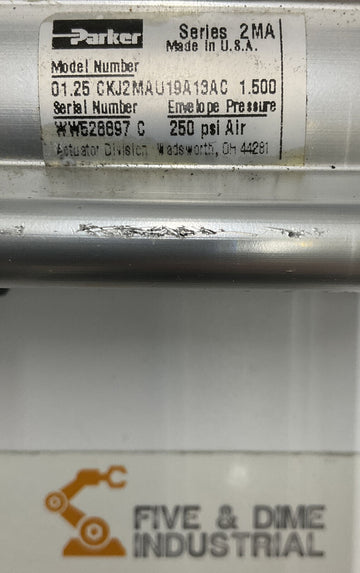 Parker
Series 2MA
Made in U.S.A.
Model Number
01.25 CKJ2MAU19A13AC 1.500
Serial Number Envelope Pressure
WW528897 C 250 psi Air
Actuator Division Wadsworth, OH 44281
FIVE & DIME
INDUSTRIAL